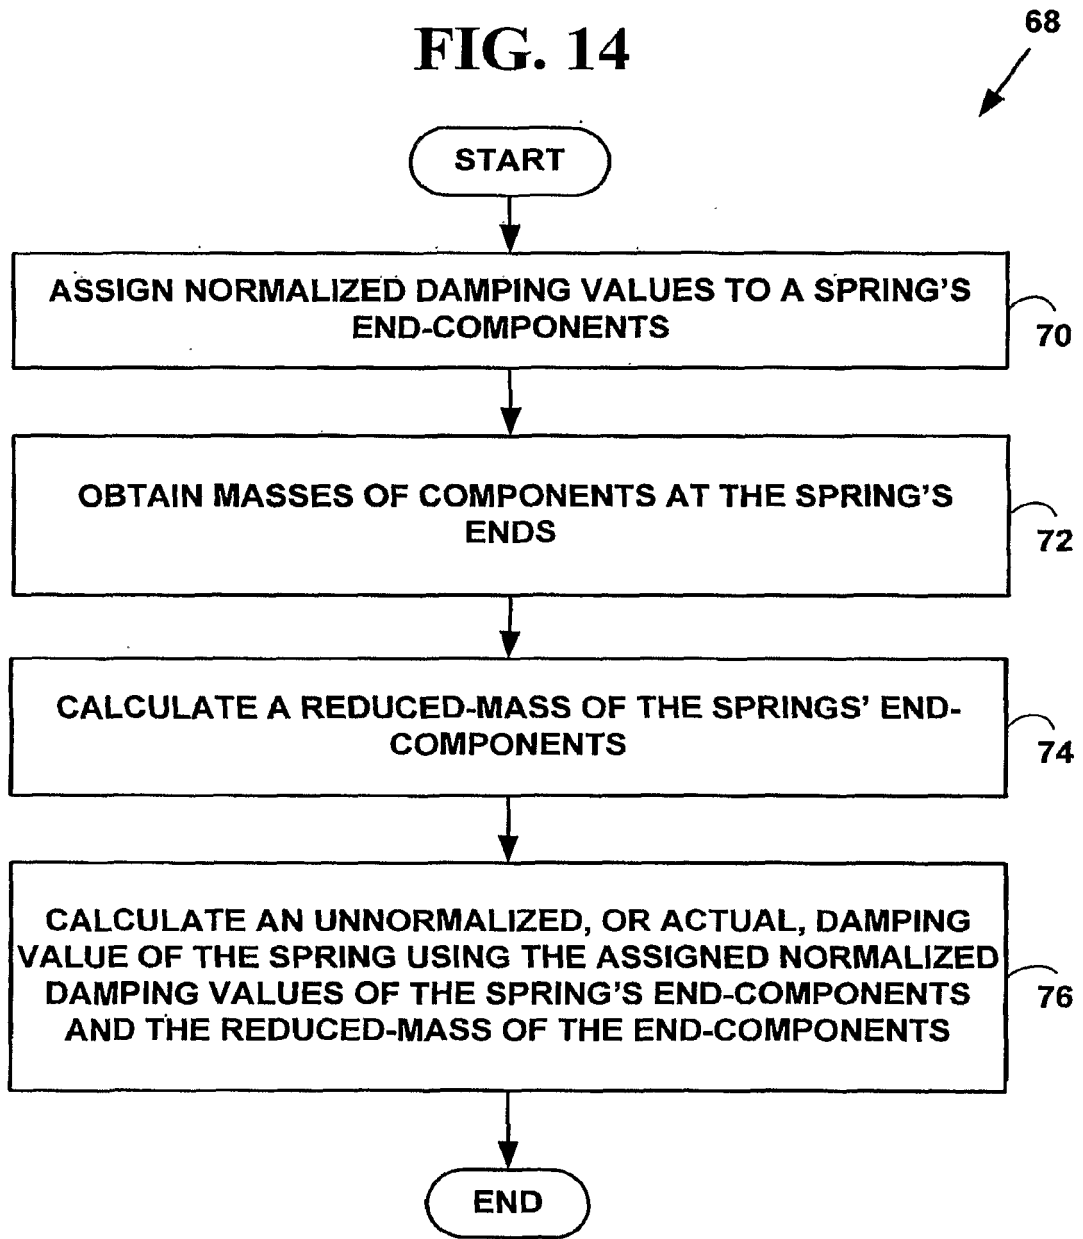 FIG. 14
68
START
ASSIGN NORMALIZED DAMPING VALUES TO A SPRING'S
END-COMPONENTS
70
OBTAIN MASSES OF COMPONENTS AT THE SPRING'S
ENDS
72
CALCULATE A REDUCED-MASS OF THE SPRINGS' END-
COMPONENTS
74
CALCULATE AN UNNORMALIZED, OR ACTUAL, DAMPING
VALUE OF THE SPRING USING THE ASSIGNED NORMALIZED
DAMPING VALUES OF THE SPRING'S END-COMPONENTS
AND THE REDUCED-MASS OF THE END-COMPONENTS
76
END